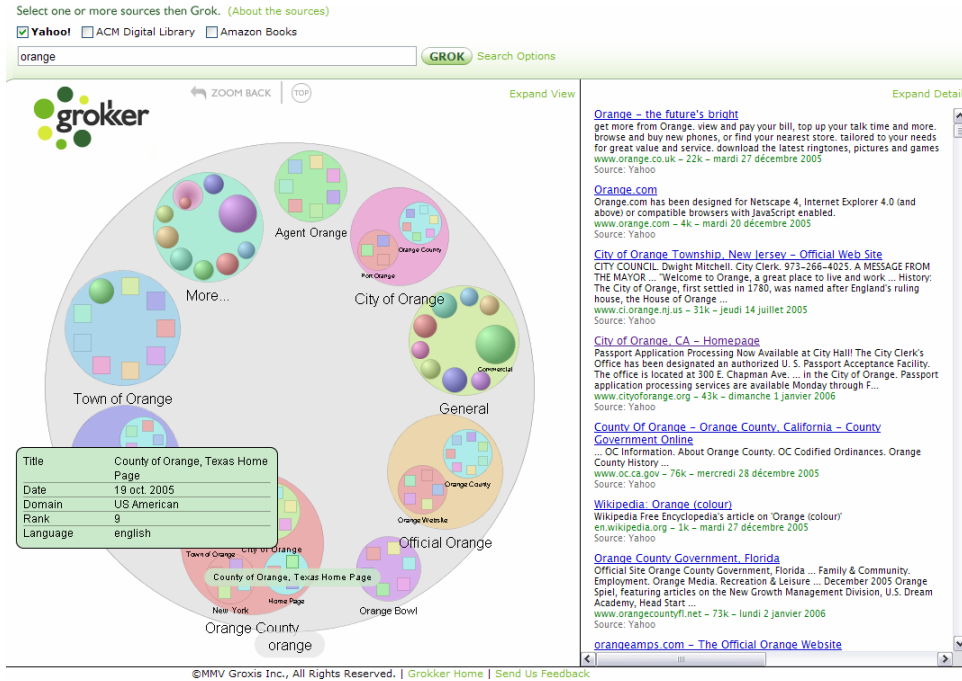 Select one or more sources then Grok. (About the sources)
Yahoo! ACM Digital Library Amazon Books
orange
GROK Search Options
ZOOM BACK TOP
Expand View
grokker
Agent Orange
More...
Orange County
Port Orange
City of Orange
Commercial
General
Town of Orange
Orange County
Orange Website
Official Orange
Title County of Orange, Texas Home
Page
Date 19 oct. 2005
Domain US American
Rank 9
Language english
Town of Orange
City of Orange
County of Orange, Texas Home Page
New York
Home Page
Orange County
Orange Bowl
orange
Expand Detai
Orange – the future's bright
get more from Orange. view and pay your bill, top up your talk time and more.
browse and buy new phones, or find your nearest store. tailored to your needs
for great value and service. download the latest ringtones, pictures and games
www.orange.co.uk – 22k – mardi 27 décembre 2005
Source: Yahoo
Orange.com
Orange.com has been designed for Netscape 4, Internet Explorer 4.0 (and
above) or compatible browsers with JavaScript enabled.
www.orange.com – 4k – mardi 20 décembre 2005
Source: Yahoo
City of Orange Township, New Jersey – Official Web Site
CITY COUNCIL. Dwight Mitchell. City Clerk. 973–266–4025. A MESSAGE FROM
THE MAYOR ... "Welcome to Orange, a great place to live and work ... History:
The City of Orange, first settled in 1780, was named after England's ruling
house, the House of Orange ...
www.ci.orange.nj.us – 31k – jeudi 14 juillet 2005
Source: Yahoo
City of Orange, CA – Homepage
Passport Application Processing Now Available at City Hall! The City Clerk's
Office has been designated an authorized U. S. Passport Acceptance Facility.
The office is located at 300 E. Chapman Ave. ... in the City of Orange. Passport
application processing services are available Monday through F...
www.cityoforange.org – 43k – dimanche 1 janvier 2006
Source: Yahoo
County Of Orange – Orange County, California – County
Government Online
... OC Information. About Orange County. OC Codified Ordinances. Orange
County History ...
www.oc.ca.gov – 76k – mercredi 28 décembre 2005
Source: Yahoo
Wikipedia: Orange (colour)
Wikipedia Free Encyclopedia's article on 'Orange (colour)'
en.wikipedia.org – 1k – mardi 27 décembre 2005
Source: Yahoo
Orange County Government, Florida
Official Site Orange County Government, Florida ... Family & Community.
Employment. Orange Media. Recreation & Leisure ... December 2005 Orange
Spiel, featuring articles on the New Growth Management Division, U.S. Dream
Academy, Head Start ...
www.orangecountyfl.net – 73k – lundi 2 janvier 2006
Source: Yahoo
orangeamps.com – The Official Orange Website
©MMV Groxis Inc., All Rights Reserved. | Grokker Home | Send Us Feedback